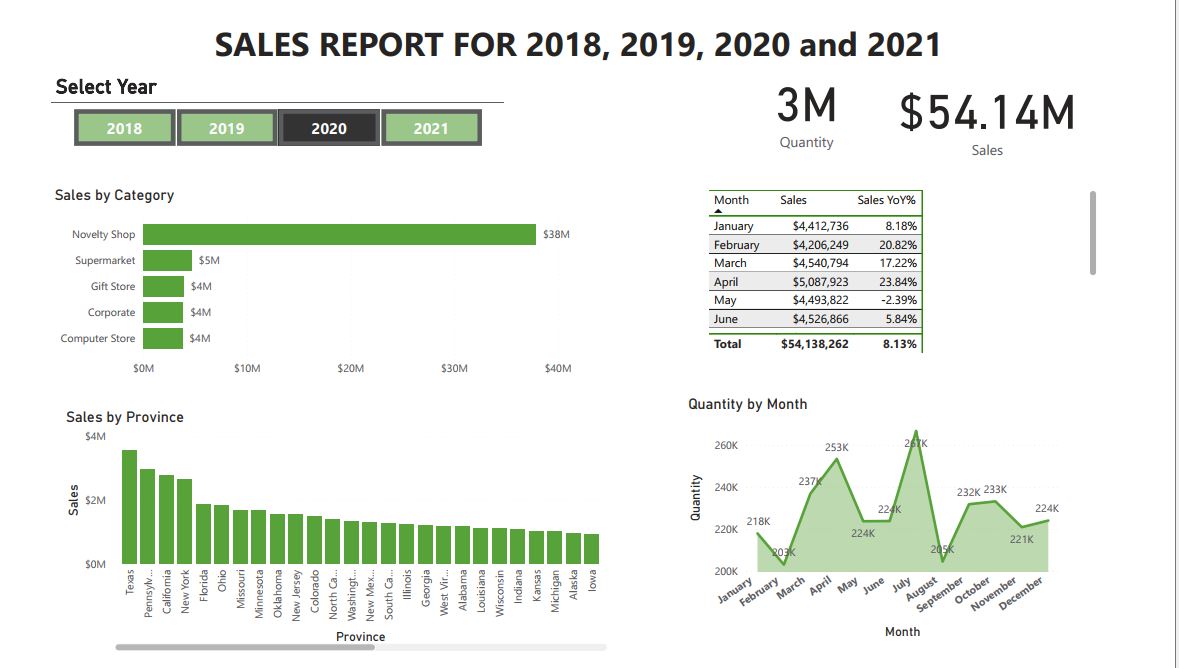 SALES REPORT FOR 2018, 2019, 2020 and 2021
Select Year
2018 2019 2020 2021
3M
Quantity
$54.14M
Sales
Sales by Category
Novelty Shop $38M
Supermarket $5M
Gift Store $4M
Corporate $4M
Computer Store $4M
$0M $10M $20M $30M $40M
Month Sales Sales YoY%
January $4,412,736 8.18%
February $4,206,249 20.82%
March $4,540,794 17.22%
April $5,087,923 23.84%
May $4,493,822 -2.39%
June $4,526,866 5.84%
Total $54,138,262 8.13%
Sales by Province
Sales
$4M
$2M
$0M
Texas
Pennsylv...
California
New York
Florida
Ohio
Missouri
Minnesota
Oklahoma
New Jersey
Colorado
North Ca...
Washingt...
New Mex...
South Ca...
Illinois
Georgia
West Vir...
Alabama
Louisiana
Wisconsin
Indiana
Kansas
Michigan
Alaska
Iowa
Province
Quantity by Month
Quantity
260K
240K
220K
200K
218K
203K
237K
253K
224K
224K
267K
205K
232K
233K
221K
224K
January
February
March
April
May
June
July
August
September
October
November
December
Month